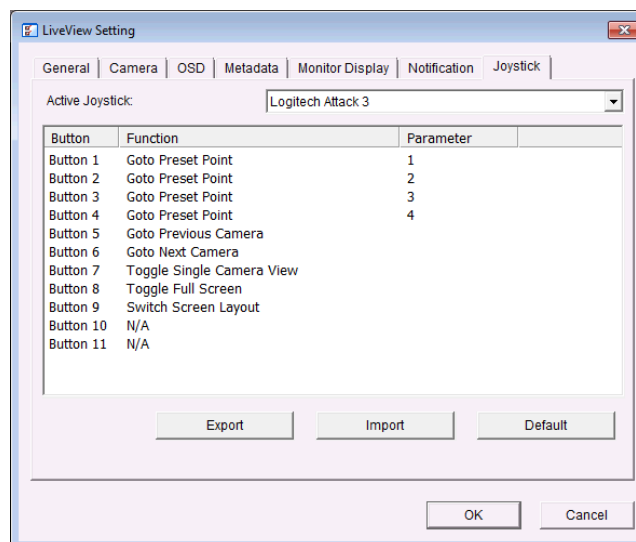 LiveView Setting
General Camera OSD Metadata Monitor Display Notification Joystick
Active Joystick: Logitech Attack 3
Button Function Parameter
Button 1 Goto Preset Point 1
Button 2 Goto Preset Point 2
Button 3 Goto Preset Point 3
Button 4 Goto Preset Point 4
Button 5 Goto Previous Camera
Button 6 Goto Next Camera
Button 7 Toggle Single Camera View
Button 8 Toggle Full Screen
Button 9 Switch Screen Layout
Button 10 N/A
Button 11 N/A
Export Import Default
OK Cancel